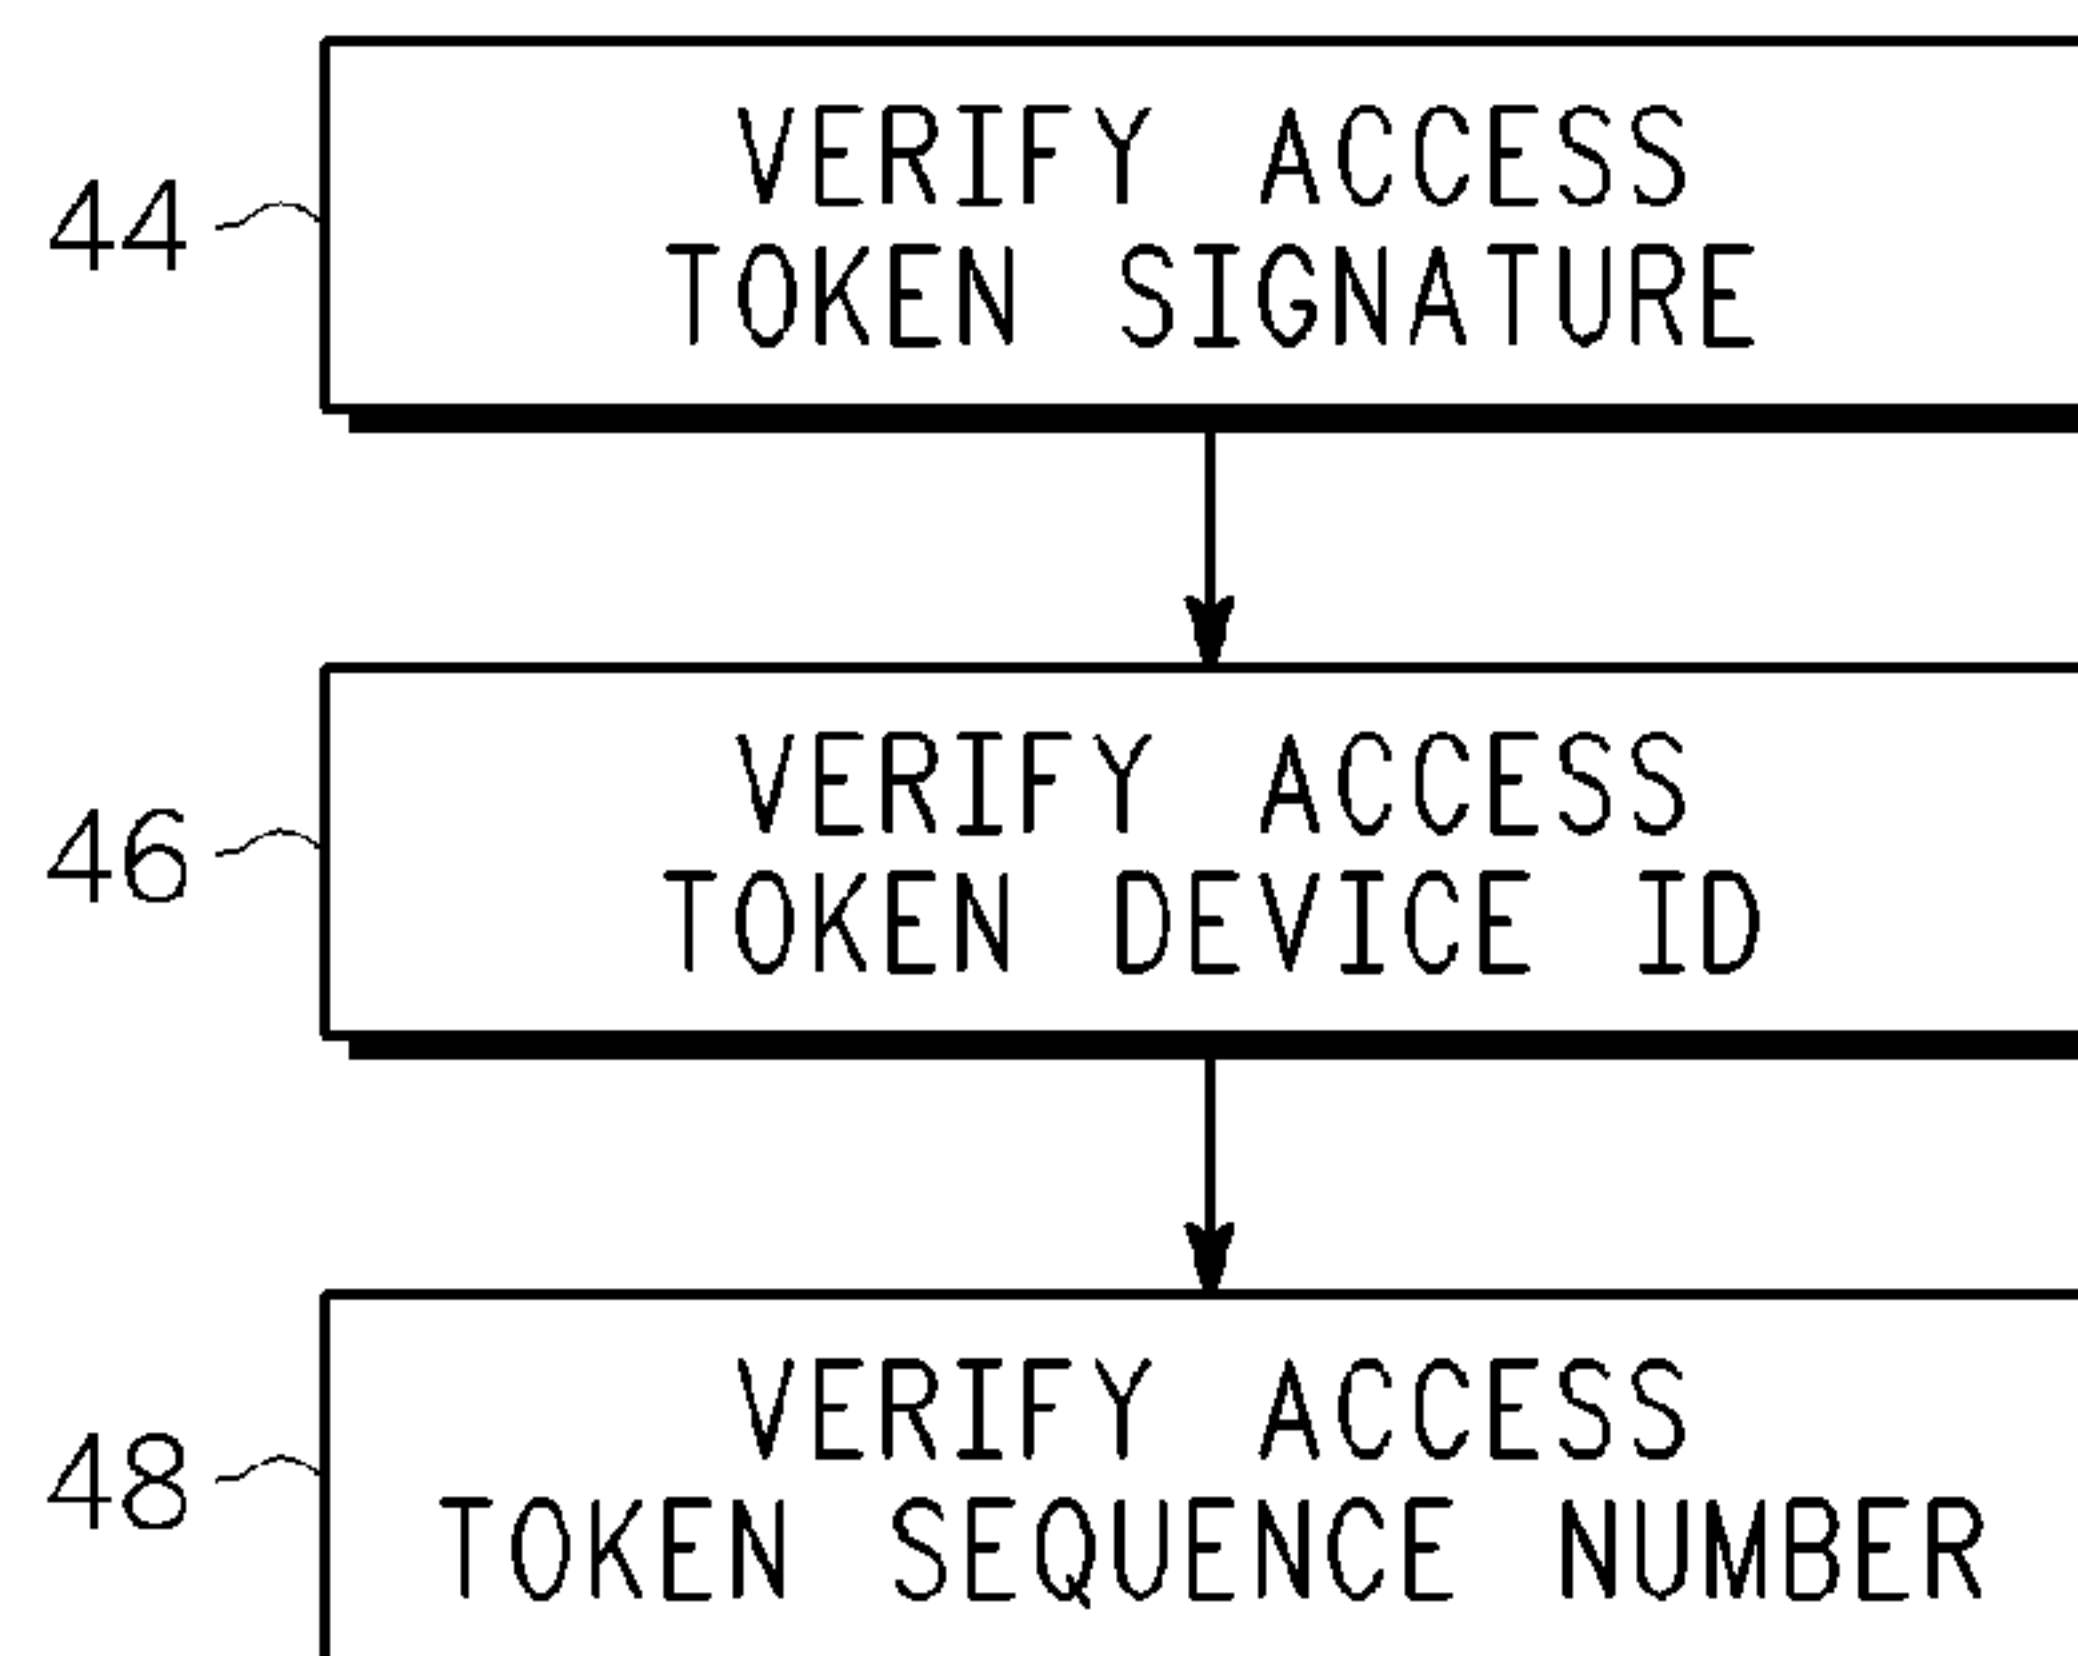 44
VERIFY ACCESS
TOKEN SIGNATURE
46
VERIFY ACCESS
TOKEN DEVICE ID
48
VERIFY ACCESS
TOKEN SEQUENCE NUMBER